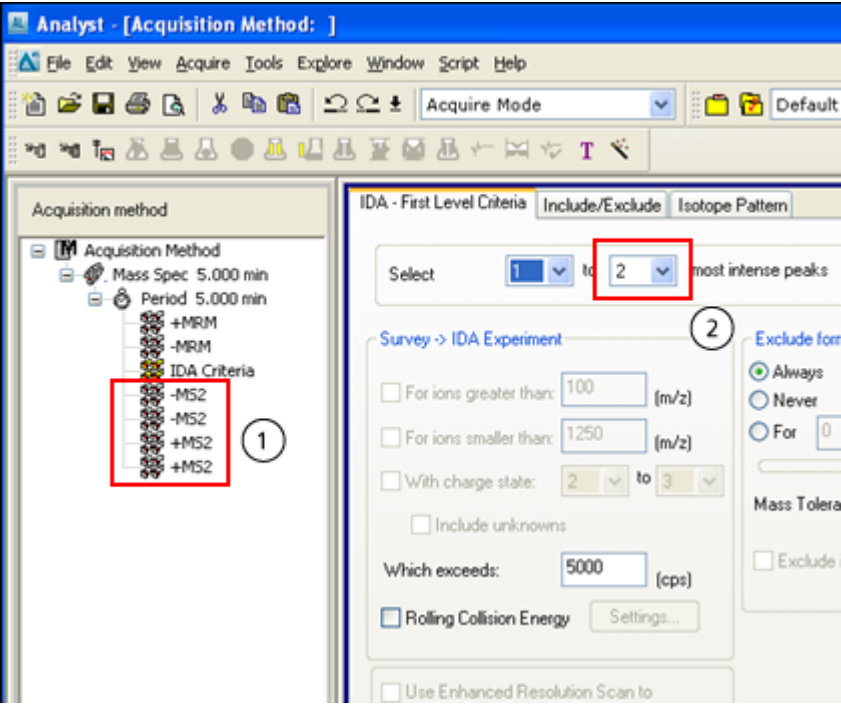 Analyst - [Acquisition Method: ]
File Edit View Acquire Tools Explore Window Script Help
Acquire Mode Default
T
Acquisition method
Acquisition Method
Mass Spec 5.000 min
Period 5.000 min
+MRM
-MRM
IDA Criteria
-MS2
-MS2
+MS2
+MS2
1
IDA - First Level Criteria Include/Exclude Isotope Pattern
Select 1 to 2 most intense peaks
2
Survey -> IDA Experiment
For ions greater than: 100 (m/z)
For ions smaller than: 1250 (m/z)
With charge state: 2 to 3
Include unknowns
Which exceeds: 5000 (cps)
Rolling Collision Energy Settings...
Use Enhanced Resolution Scan to
Exclude form
Always
Never
For 0
Mass Tolera
Exclude i